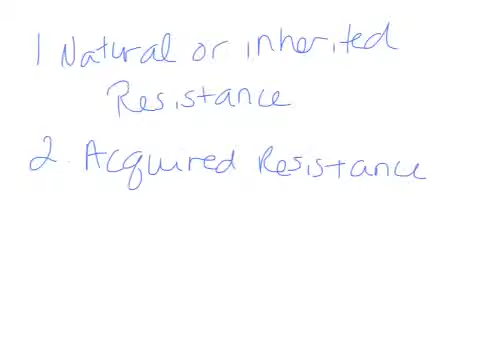 1 Natural or inherited
Resistance
2. Acquired Resistance